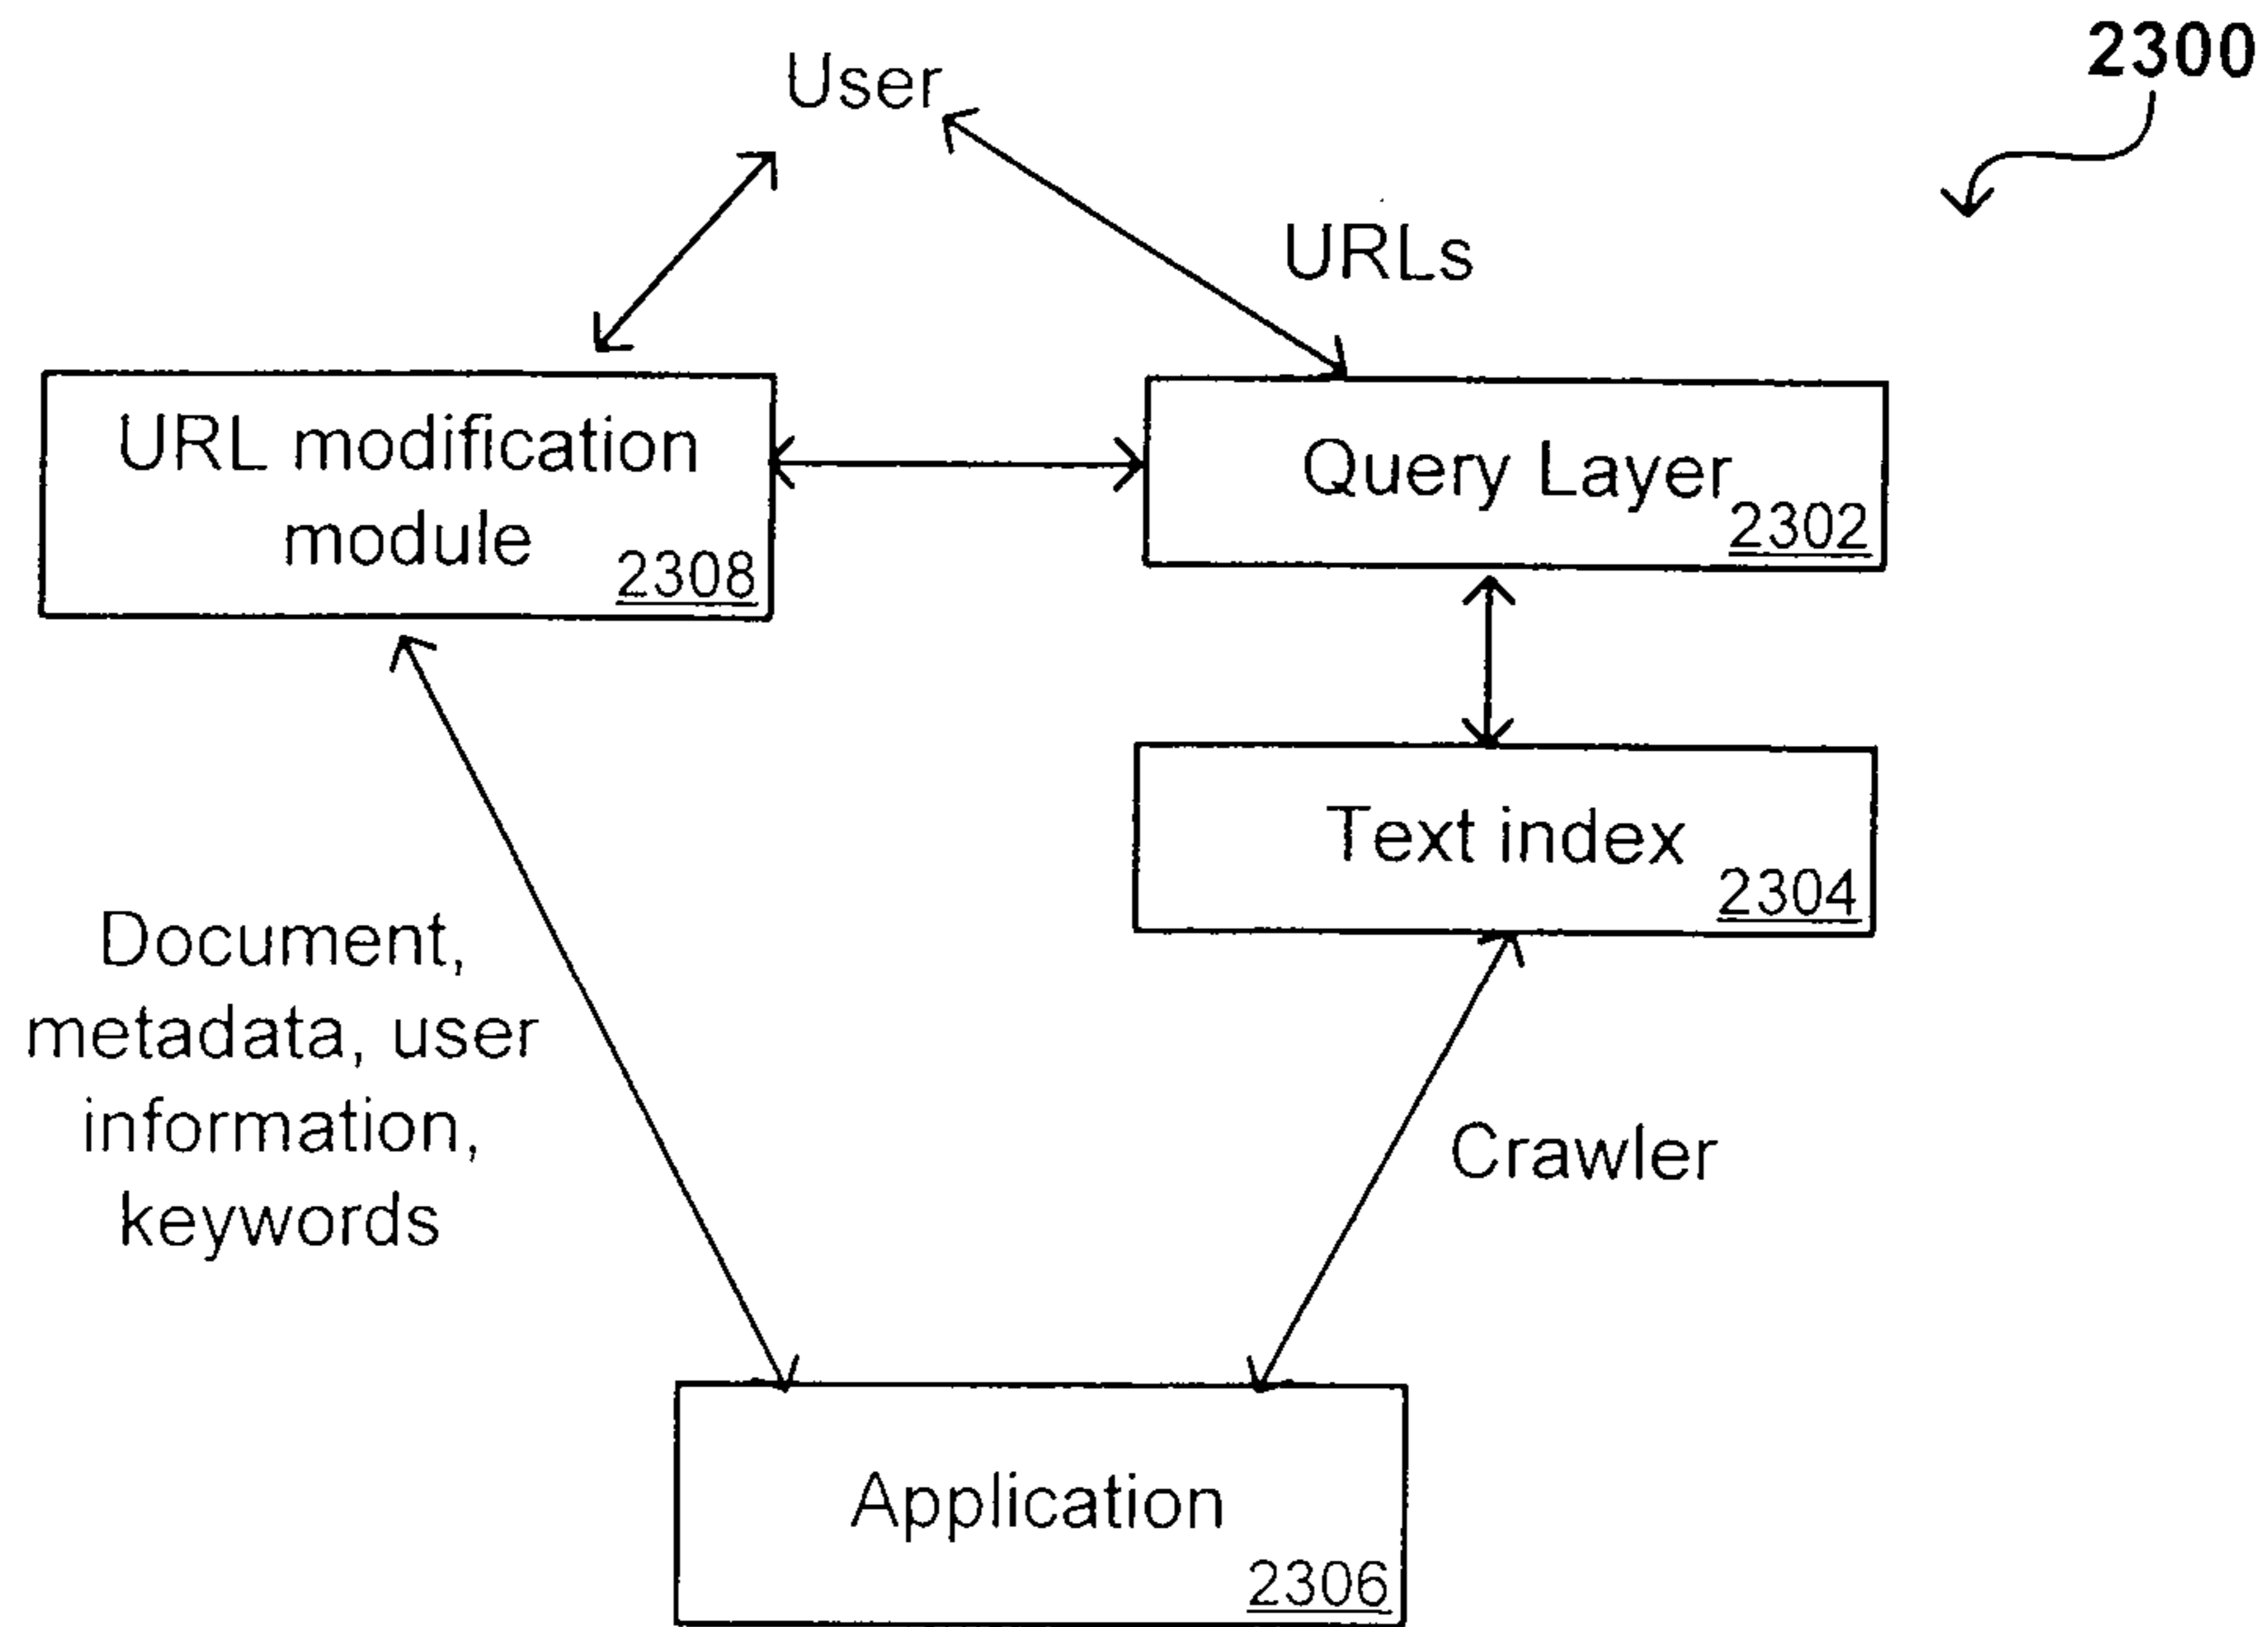 2300
User
URLs
URL modification
module
2308
Query Layer
2302
Text index
2304
Document,
metadata, user
information,
keywords
Crawler
Application
2306